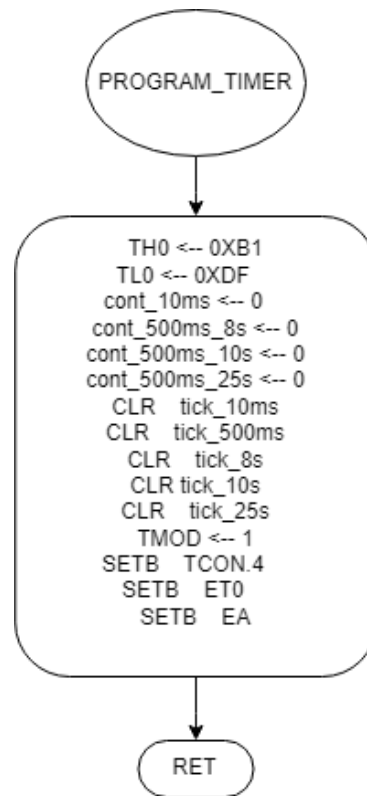 PROGRAM_TIMER
TH0 <-- 0XB1
TL0 <-- 0XDF
cont_10ms <-- 0
cont_500ms_8s <-- 0
cont_500ms_10s <-- 0
cont_500ms_25s <-- 0
CLR tick_10ms
CLR tick_500ms
CLR tick_8s
CLR tick_10s
CLR tick_25s
TMOD <-- 1
SETB TCON.4
SETB ET0
SETB EA
RET